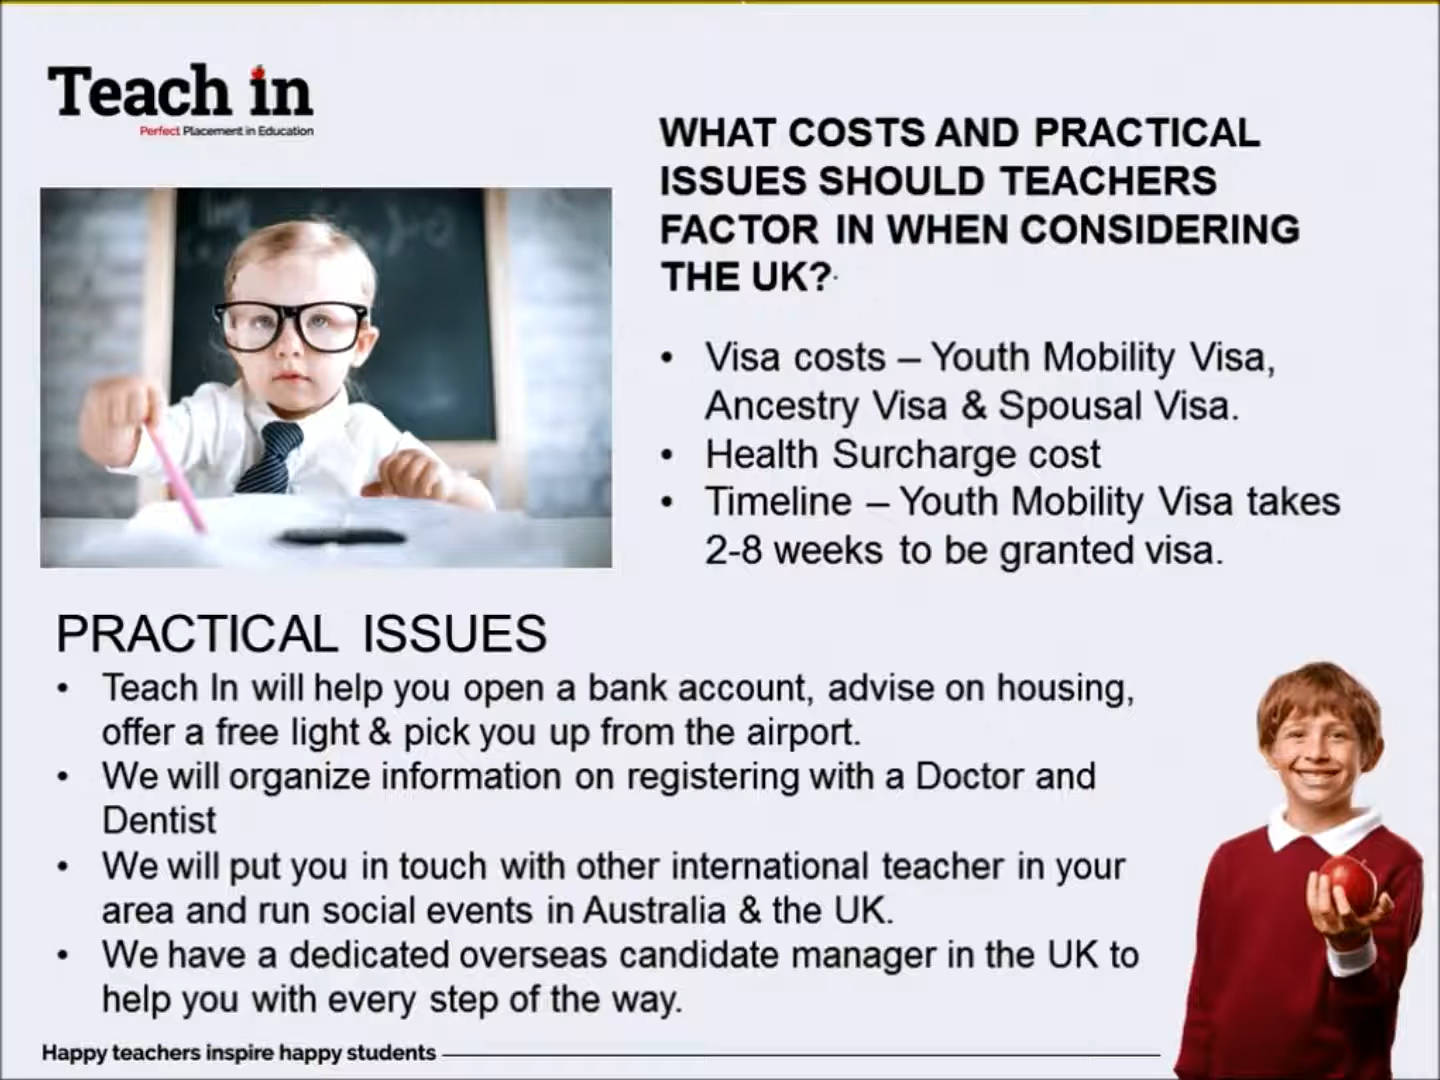 Teach in
Perfect Placement in Education
WHAT COSTS AND PRACTICAL
ISSUES SHOULD TEACHERS
FACTOR IN WHEN CONSIDERING
THE UK?
• Visa costs – Youth Mobility Visa,
Ancestry Visa & Spousal Visa.
• Health Surcharge cost
• Timeline – Youth Mobility Visa takes
2-8 weeks to be granted visa.
PRACTICAL ISSUES
• Teach In will help you open a bank account, advise on housing,
offer a free light & pick you up from the airport.
• We will organize information on registering with a Doctor and
Dentist
• We will put you in touch with other international teacher in your
area and run social events in Australia & the UK.
• We have a dedicated overseas candidate manager in the UK to
help you with every step of the way.
Happy teachers inspire happy students